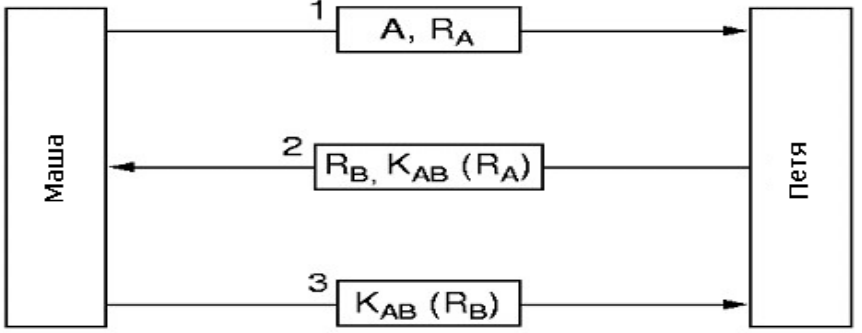 Маша
1
A, R_A
2
R_B, K_AB (R_A)
3
K_AB (R_B)
Петя